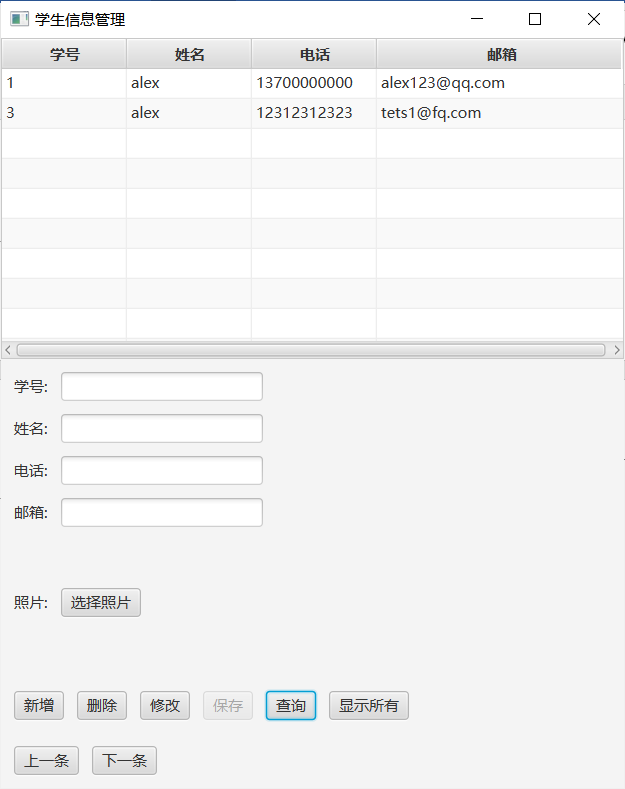 学生信息管理
学号 姓名 电话 邮箱
1 alex 13700000000 alex123@qq.com
3 alex 12312312323 tets1@fq.com
学号:
姓名:
电话:
邮箱:
照片: 选择照片
新增 删除 修改 保存 查询 显示所有
上一条 下一条